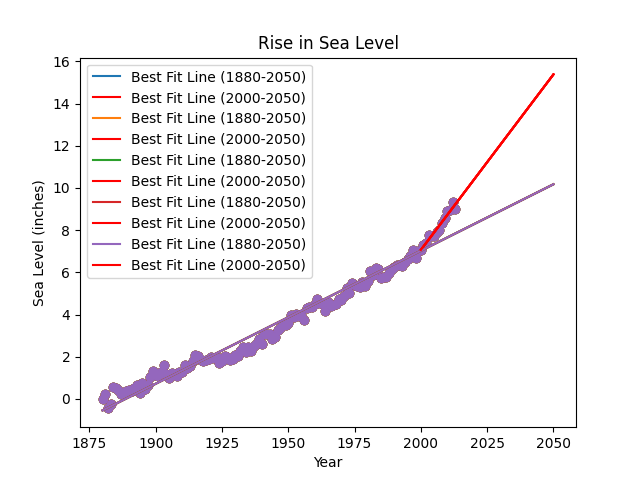 Rise in Sea Level
16
14
12
10
8
6
4
2
0
Sea Level (inches)
Best Fit Line (1880-2050)
Best Fit Line (2000-2050)
Best Fit Line (1880-2050)
Best Fit Line (2000-2050)
Best Fit Line (1880-2050)
Best Fit Line (2000-2050)
Best Fit Line (1880-2050)
Best Fit Line (2000-2050)
Best Fit Line (1880-2050)
Best Fit Line (2000-2050)
1875 1900 1925 1950 1975 2000 2025 2050
Year